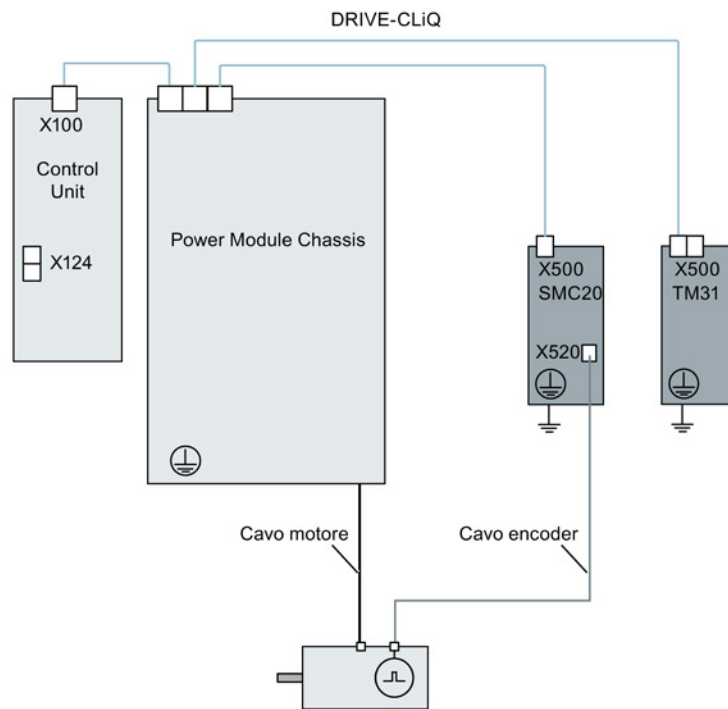 DRIVE-CLiQ
X100
Control
Unit
X124
Power Module Chassis
X500
SMC20
X520
X500
TM31
Cavo motore
Cavo encoder